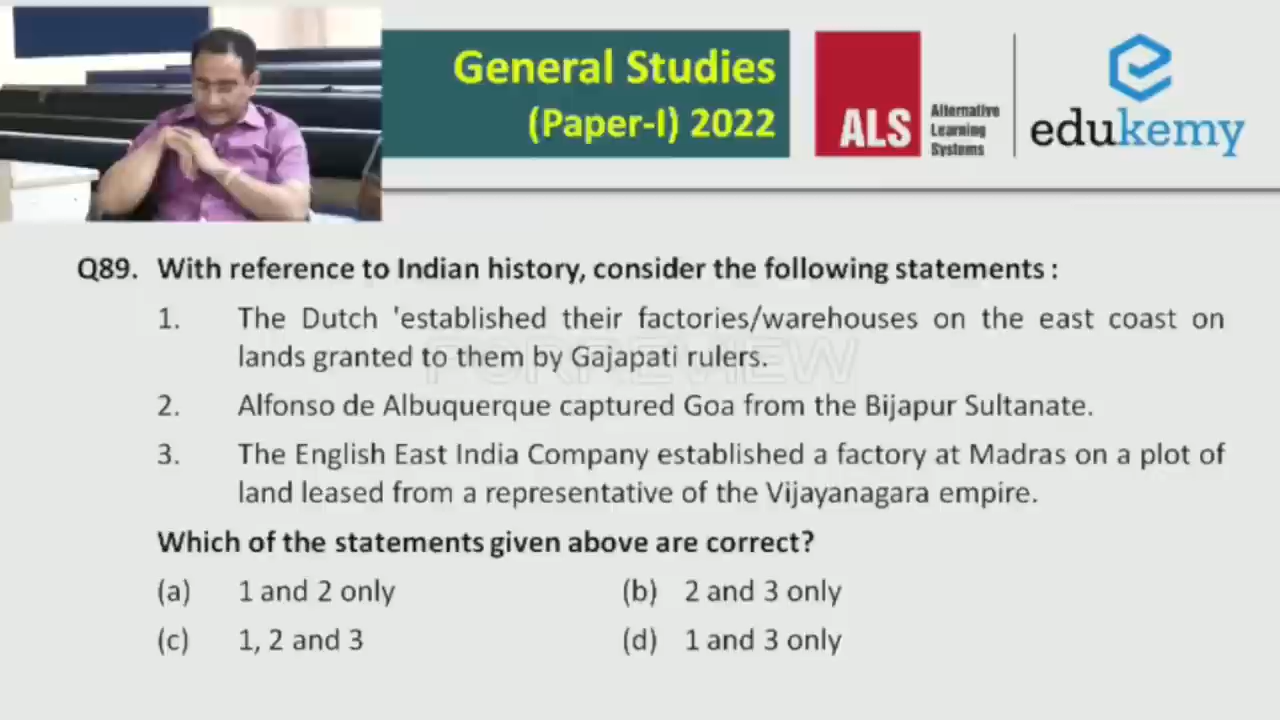 General Studies
(Paper-I) 2022
ALS
Alternative
Learning
Systems
edukemy
Q89. With reference to Indian history, consider the following statements :
1. The Dutch 'established their factories/warehouses on the east coast on
lands granted to them by Gajapati rulers.
FOR REVIEW
2. Alfonso de Albuquerque captured Goa from the Bijapur Sultanate.
3. The English East India Company established a factory at Madras on a plot of
land leased from a representative of the Vijayanagara empire.
Which of the statements given above are correct?
(a) 1 and 2 only (b) 2 and 3 only
(c) 1, 2 and 3 (d) 1 and 3 only